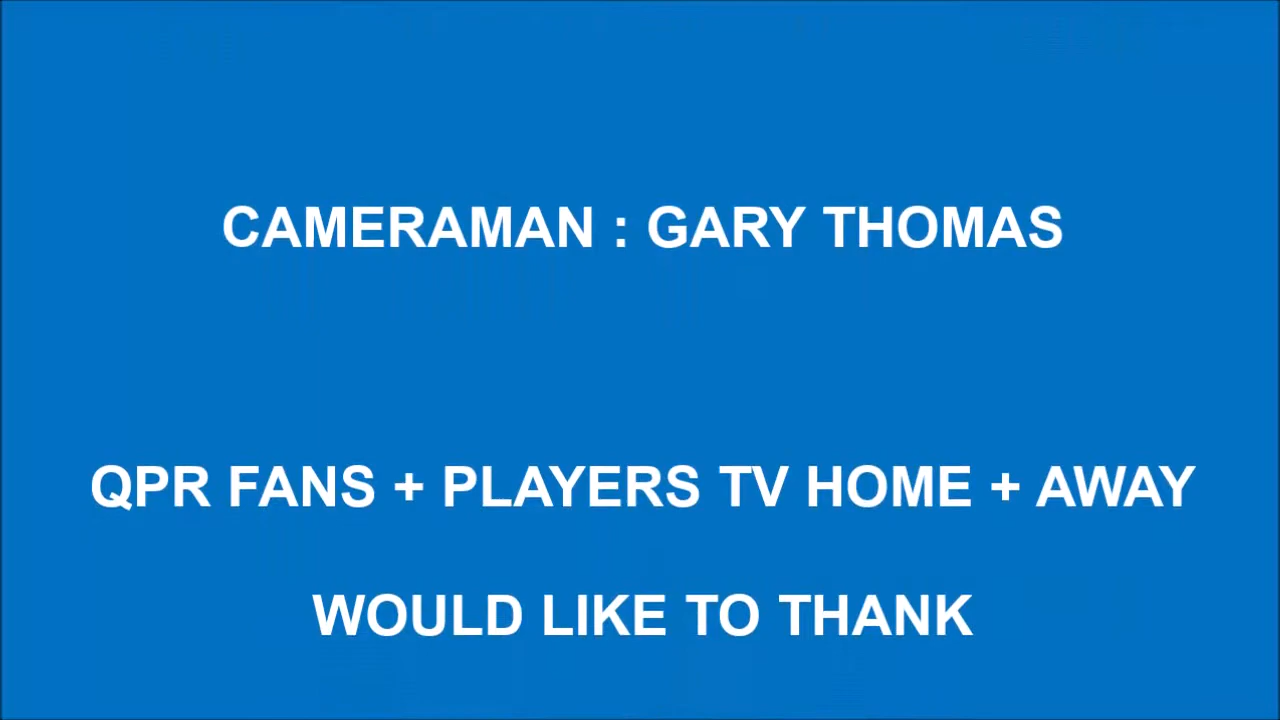 CAMERAMAN : GARY THOMAS
QPR FANS + PLAYERS TV HOME + AWAY
WOULD LIKE TO THANK